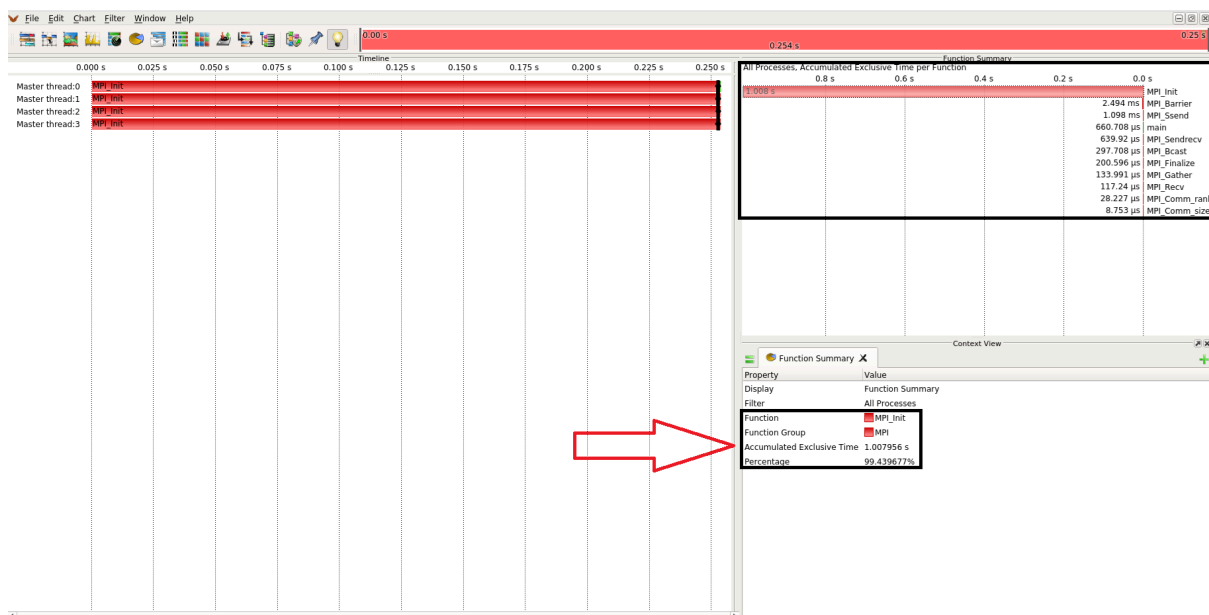 File Edit Chart Filter Window Help
0.00 s
0.25 s
0.254 s
Timeline
0.000 s 0.025 s 0.050 s 0.075 s 0.100 s 0.125 s 0.150 s 0.175 s 0.200 s 0.225 s 0.250 s
Master thread:0 MPI_Init
Master thread:1 MPI_Init
Master thread:2 MPI_Init
Master thread:3 MPI_Init
Function Summary
All Processes, Accumulated Exclusive Time per Function
0.8 s 0.6 s 0.4 s 0.2 s 0.0 s
1.008 s MPI_Init
2.494 ms MPI_Barrier
1.098 ms MPI_Ssend
660.708 µs main
639.92 µs MPI_Sendrecv
297.708 µs MPI_Bcast
200.596 µs MPI_Finalize
133.991 µs MPI_Gather
117.24 µs MPI_Recv
28.227 µs MPI_Comm_rank
8.753 µs MPI_Comm_size
Context View
Function Summary
Property Value
Display Function Summary
Filter All Processes
Function MPI_Init
Function Group MPI
Accumulated Exclusive Time 1.007956 s
Percentage 99.439677%